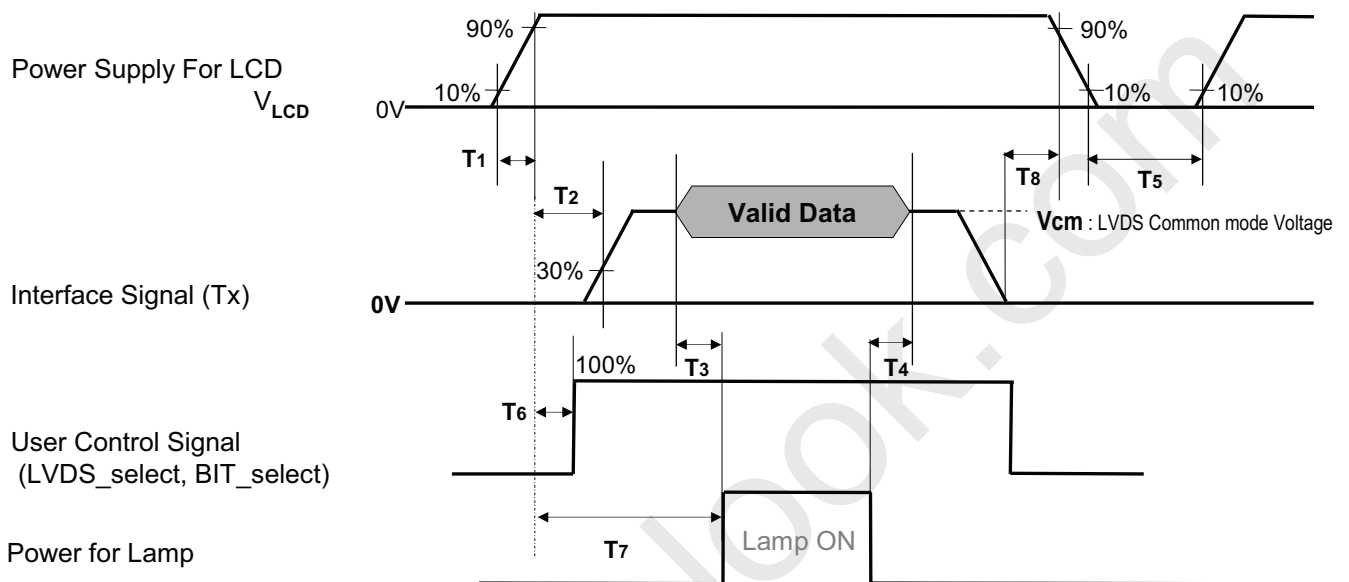 90%
90%
Power Supply For LCD
VLCD
10%
10%
10%
0V
T1
T2
T8
T5
Valid Data
Vcm : LVDS Common mode Voltage
30%
Interface Signal (Tx)
0V
100%
T3
T4
T6
User Control Signal
(LVDS_select, BIT_select)
T7
Lamp ON
Power for Lamp
look.com